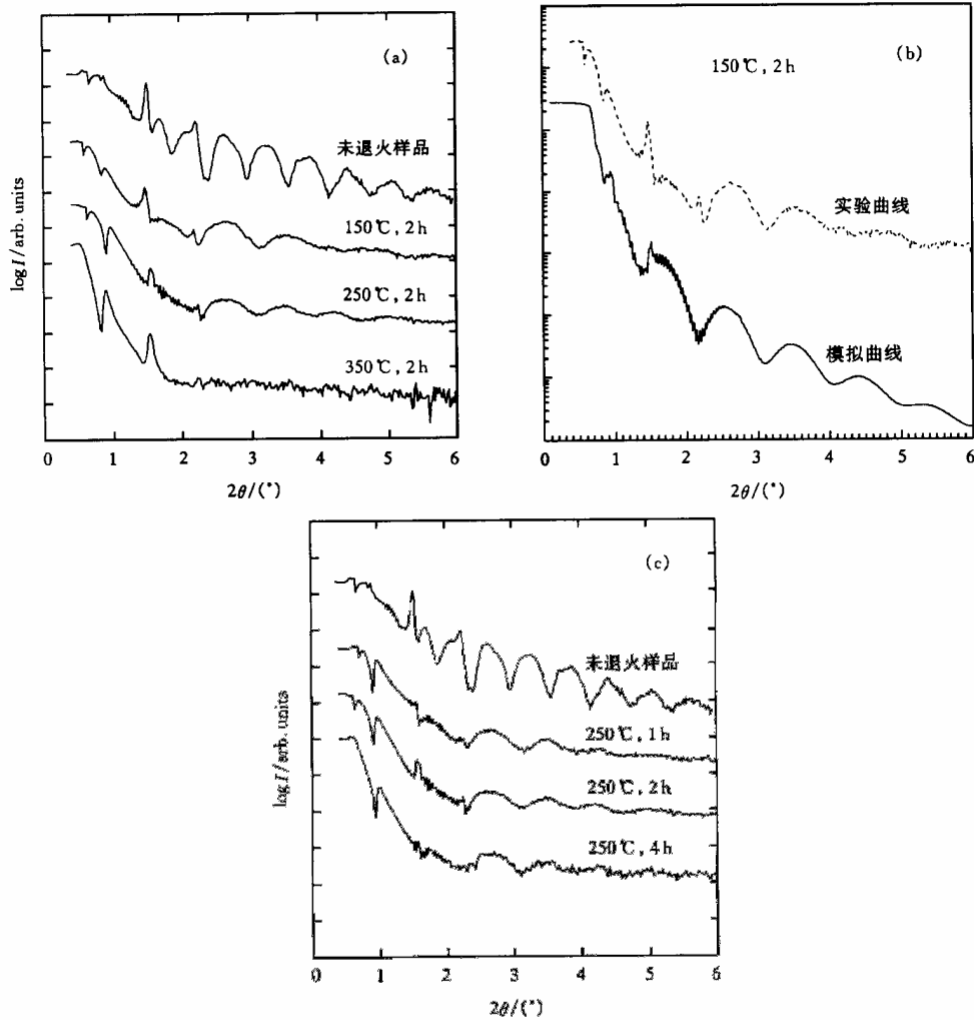 (a)
未退火样品
150℃, 2h
250℃, 2h
350℃, 2h
log I/arb. units
0 1 2 3 4 5 6
2θ/(°)
(b)
150℃, 2h
实验曲线
模拟曲线
0 1 2 3 4 5 6
2θ/(°)
(c)
未退火样品
250℃, 1h
250℃, 2h
250℃, 4h
log I/arb. units
0 1 2 3 4 5 6
2θ/(°)